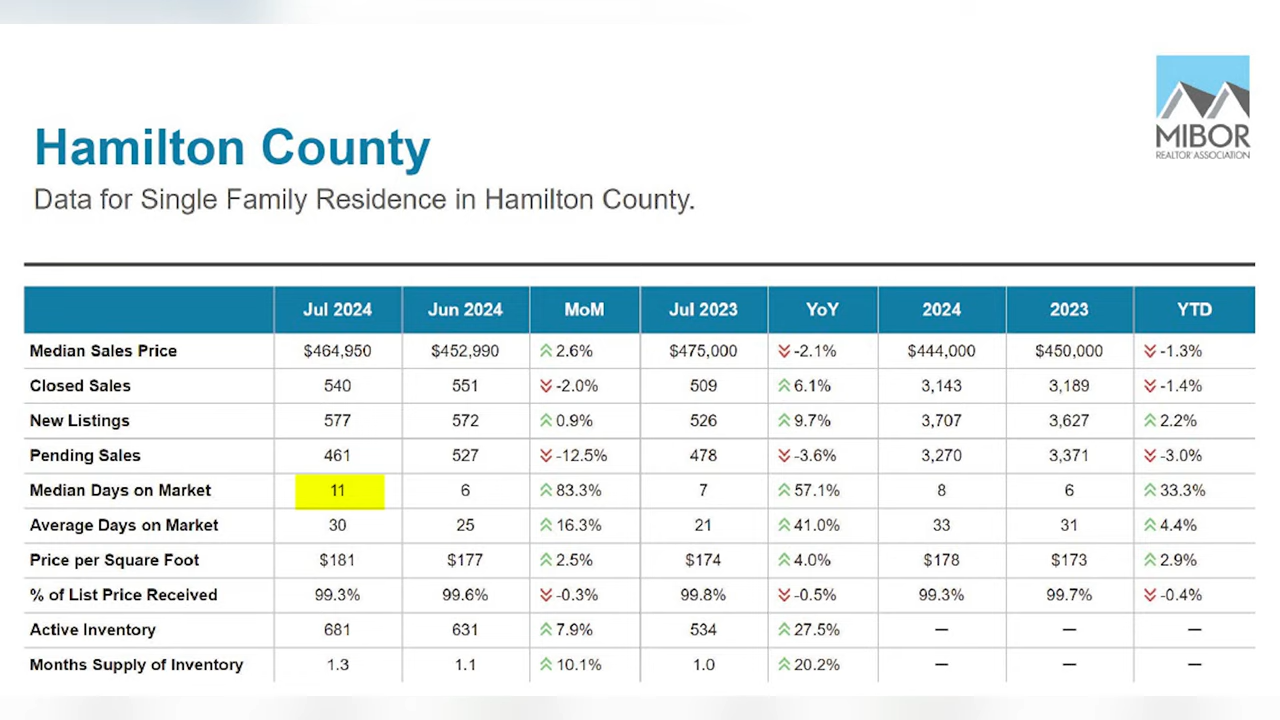 MIBOR
REALTOR® ASSOCIATION
Hamilton County
Data for Single Family Residence in Hamilton County.
Jul 2024 Jun 2024 MoM Jul 2023 YoY 2024 2023 YTD
Median Sales Price $464,950 $452,990 2.6% $475,000 -2.1% $444,000 $450,000 -1.3%
Closed Sales 540 551 -2.0% 509 6.1% 3,143 3,189 -1.4%
New Listings 577 572 0.9% 526 9.7% 3,707 3,627 2.2%
Pending Sales 461 527 -12.5% 478 -3.6% 3,270 3,371 -3.0%
Median Days on Market 11 6 83.3% 7 57.1% 8 6 33.3%
Average Days on Market 30 25 16.3% 21 41.0% 33 31 4.4%
Price per Square Foot $181 $177 2.5% $174 4.0% $178 $173 2.9%
% of List Price Received 99.3% 99.6% -0.3% 99.8% -0.5% 99.3% 99.7% -0.4%
Active Inventory 681 631 7.9% 534 27.5% — — —
Months Supply of Inventory 1.3 1.1 10.1% 1.0 20.2% — — —